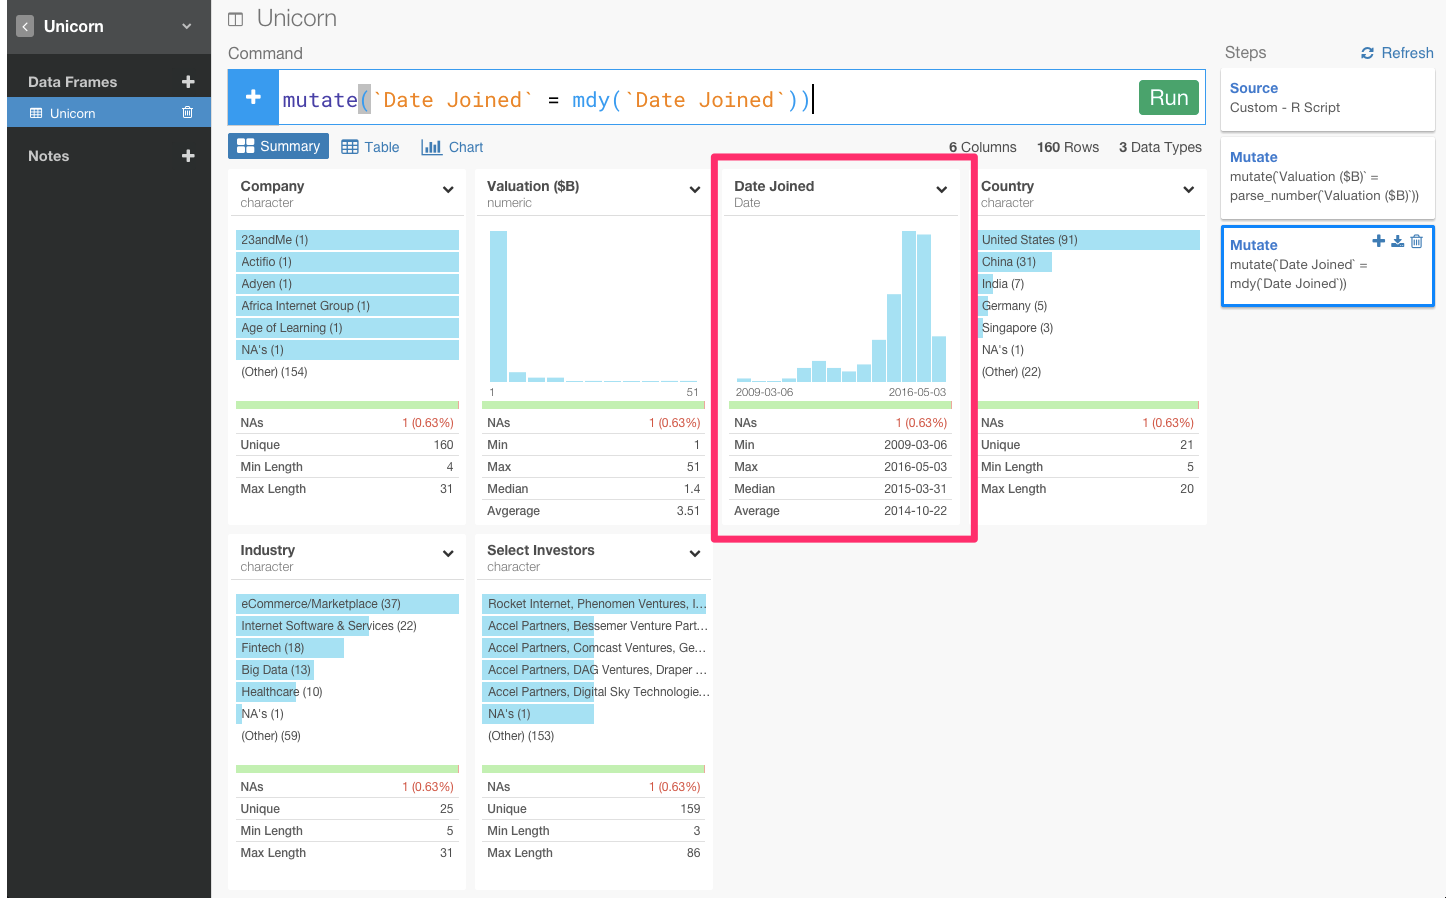 Unicorn
Data Frames
Unicorn
Notes
Unicorn
Command
mutate(`Date Joined` = mdy(`Date Joined`))
Run
Summary
Table
Chart
6 Columns
160 Rows
3 Data Types
Company
character
23andMe (1)
Actifio (1)
Adyen (1)
Africa Internet Group (1)
Age of Learning (1)
NA's (1)
(Other) (154)
NAs 1 (0.63%)
Unique 160
Min Length 4
Max Length 31
Valuation ($B)
numeric
1 51
NAs 1 (0.63%)
Min 1
Max 51
Median 1.4
Avgerage 3.51
Date Joined
Date
2009-03-06 2016-05-03
NAs 1 (0.63%)
Min 2009-03-06
Max 2016-05-03
Median 2015-03-31
Average 2014-10-22
Country
character
United States (91)
China (31)
India (7)
Germany (5)
Singapore (3)
NA's (1)
(Other) (22)
NAs 1 (0.63%)
Unique 21
Min Length 5
Max Length 20
Industry
character
eCommerce/Marketplace (37)
Internet Software & Services (22)
Fintech (18)
Big Data (13)
Healthcare (10)
NA's (1)
(Other) (59)
NAs 1 (0.63%)
Unique 25
Min Length 5
Max Length 31
Select Investors
character
Rocket Internet, Phenomen Ventures, I...
Accel Partners, Bessemer Venture Part...
Accel Partners, Comcast Ventures, Ge...
Accel Partners, DAG Ventures, Draper ...
Accel Partners, Digital Sky Technologie...
NA's (1)
(Other) (153)
NAs 1 (0.63%)
Unique 159
Min Length 3
Max Length 86
Steps
Refresh
Source
Custom - R Script
Mutate
mutate(`Valuation ($B)` =
parse_number(`Valuation ($B)`))
Mutate
mutate(`Date Joined` =
mdy(`Date Joined`))